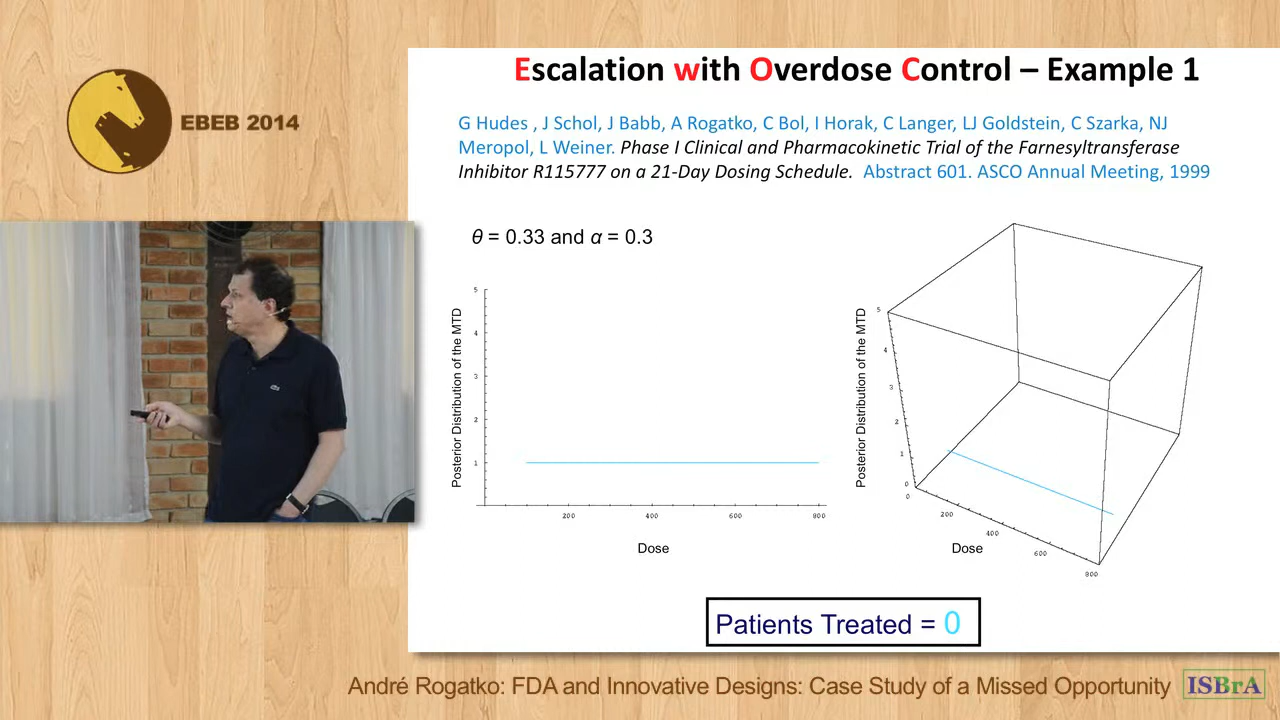 EBEB 2014
Escalation with Overdose Control – Example 1
G Hudes , J Schol, J Babb, A Rogatko, C Bol, I Horak, C Langer, LJ Goldstein, C Szarka, NJ
Meropol, L Weiner. Phase I Clinical and Pharmacokinetic Trial of the Farnesyltransferase
Inhibitor R115777 on a 21-Day Dosing Schedule. Abstract 601. ASCO Annual Meeting, 1999
θ = 0.33 and α = 0.3
Posterior Distribution of the MTD
5
4
3
2
1
200 400 600 800
Dose
Posterior Distribution of the MTD
5
4
3
2
1
0
0
200
400
600
800
Dose
Patients Treated = 0
André Rogatko: FDA and Innovative Designs: Case Study of a Missed Opportunity
ISBrA